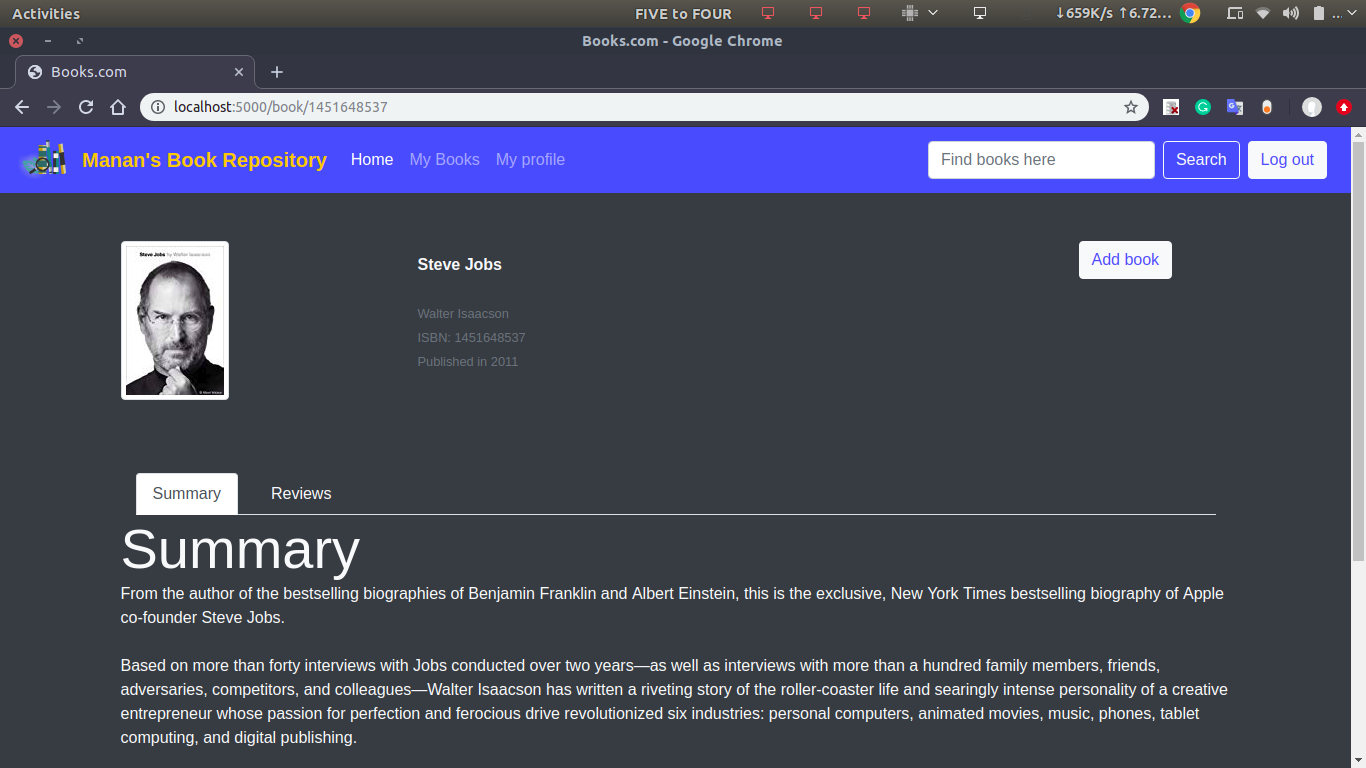 Activities
FIVE to FOUR
↓659K/s ↑6.72...
...
Books.com - Google Chrome
Books.com
localhost:5000/book/1451648537
Manan's Book Repository
Home
My Books
My profile
Find books here
Search
Log out
Steve Jobs by Walter Isaacson
Steve Jobs
Add book
Walter Isaacson
ISBN: 1451648537
Published in 2011
Summary
Reviews
Summary
From the author of the bestselling biographies of Benjamin Franklin and Albert Einstein, this is the exclusive, New York Times bestselling biography of Apple
co-founder Steve Jobs.
Based on more than forty interviews with Jobs conducted over two years—as well as interviews with more than a hundred family members, friends,
adversaries, competitors, and colleagues—Walter Isaacson has written a riveting story of the roller-coaster life and searingly intense personality of a creative
entrepreneur whose passion for perfection and ferocious drive revolutionized six industries: personal computers, animated movies, music, phones, tablet
computing, and digital publishing.